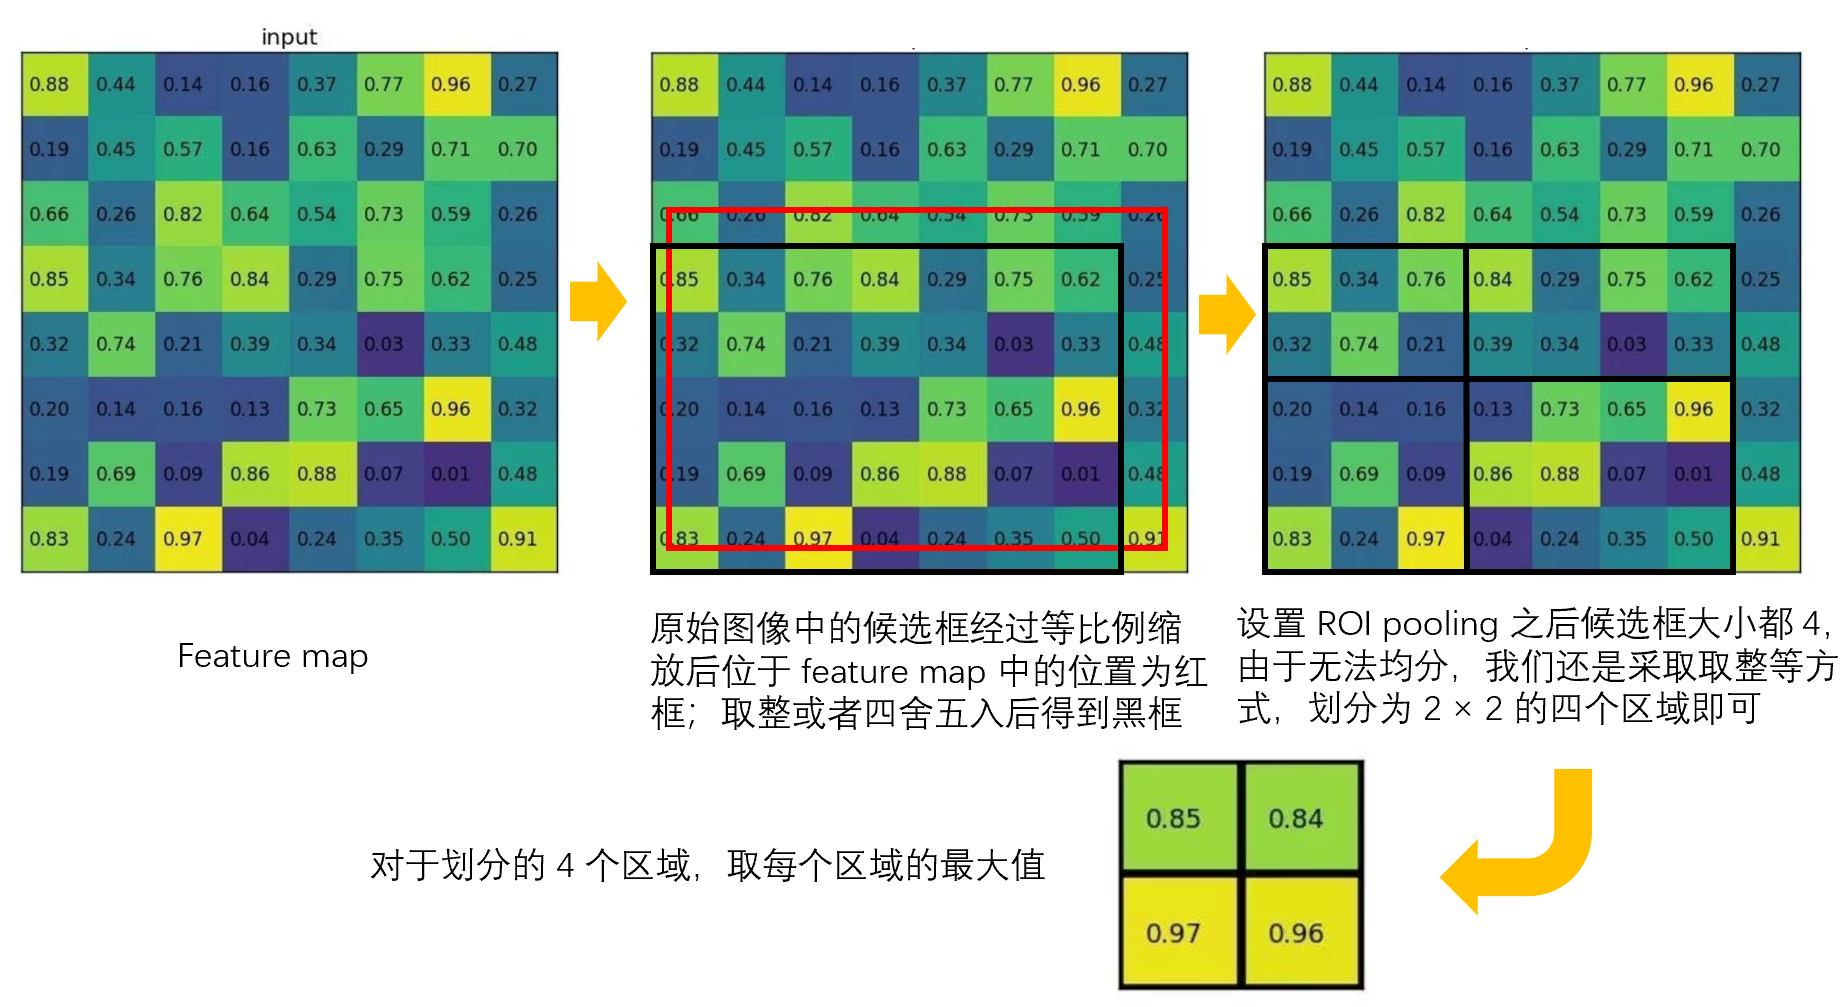 input
0.88 0.44 0.14 0.16 0.37 0.77 0.96 0.27
0.19 0.45 0.57 0.16 0.63 0.29 0.71 0.70
0.66 0.26 0.82 0.64 0.54 0.73 0.59 0.26
0.85 0.34 0.76 0.84 0.29 0.75 0.62 0.25
0.32 0.74 0.21 0.39 0.34 0.03 0.33 0.48
0.20 0.14 0.16 0.13 0.73 0.65 0.96 0.32
0.19 0.69 0.09 0.86 0.88 0.07 0.01 0.48
0.83 0.24 0.97 0.04 0.24 0.35 0.50 0.91
Feature map
0.88 0.44 0.14 0.16 0.37 0.77 0.96 0.27
0.19 0.45 0.57 0.16 0.63 0.29 0.71 0.70
0.66 0.26 0.82 0.64 0.54 0.73 0.59 0.26
0.85 0.34 0.76 0.84 0.29 0.75 0.62 0.25
0.32 0.74 0.21 0.39 0.34 0.03 0.33 0.48
0.20 0.14 0.16 0.13 0.73 0.65 0.96 0.32
0.19 0.69 0.09 0.86 0.88 0.07 0.01 0.48
0.83 0.24 0.97 0.04 0.24 0.35 0.50 0.91
原始图像中的候选框经过等比例缩
放后位于 feature map 中的位置为红
框；取整或者四舍五入后得到黑框
0.88 0.44 0.14 0.16 0.37 0.77 0.96 0.27
0.19 0.45 0.57 0.16 0.63 0.29 0.71 0.70
0.66 0.26 0.82 0.64 0.54 0.73 0.59 0.26
0.85 0.34 0.76 0.84 0.29 0.75 0.62 0.25
0.32 0.74 0.21 0.39 0.34 0.03 0.33 0.48
0.20 0.14 0.16 0.13 0.73 0.65 0.96 0.32
0.19 0.69 0.09 0.86 0.88 0.07 0.01 0.48
0.83 0.24 0.97 0.04 0.24 0.35 0.50 0.91
设置 ROI pooling 之后候选框大小都 4，
由于无法均分，我们还是采取取整等方
式，划分为 2 × 2 的四个区域即可
对于划分的 4 个区域，取每个区域的最大值
0.85 0.84
0.97 0.96